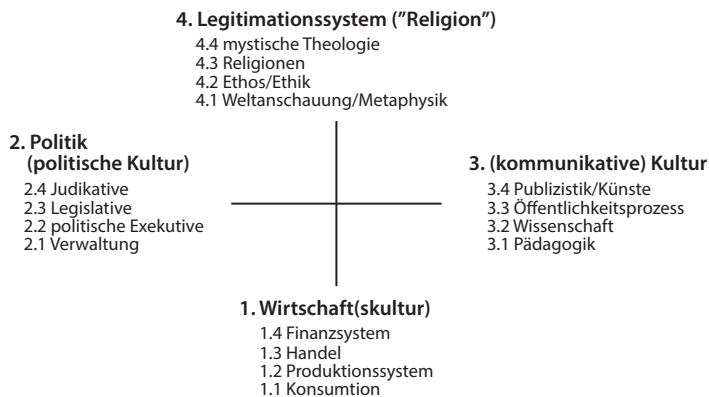 4. Legitimationssystem ("Religion")
4.4 mystische Theologie
4.3 Religionen
4.2 Ethos/Ethik
4.1 Weltanschauung/Metaphysik
2. Politik
(politische Kultur)
2.4 Judikative
2.3 Legislative
2.2 politische Exekutive
2.1 Verwaltung
3. (kommunikative) Kultur
3.4 Publizistik/Künste
3.3 Öffentlichkeitsprozess
3.2 Wissenschaft
3.1 Pädagogik
1. Wirtschaft(skultur)
1.4 Finanzsystem
1.3 Handel
1.2 Produktionssystem
1.1 Konsumtion